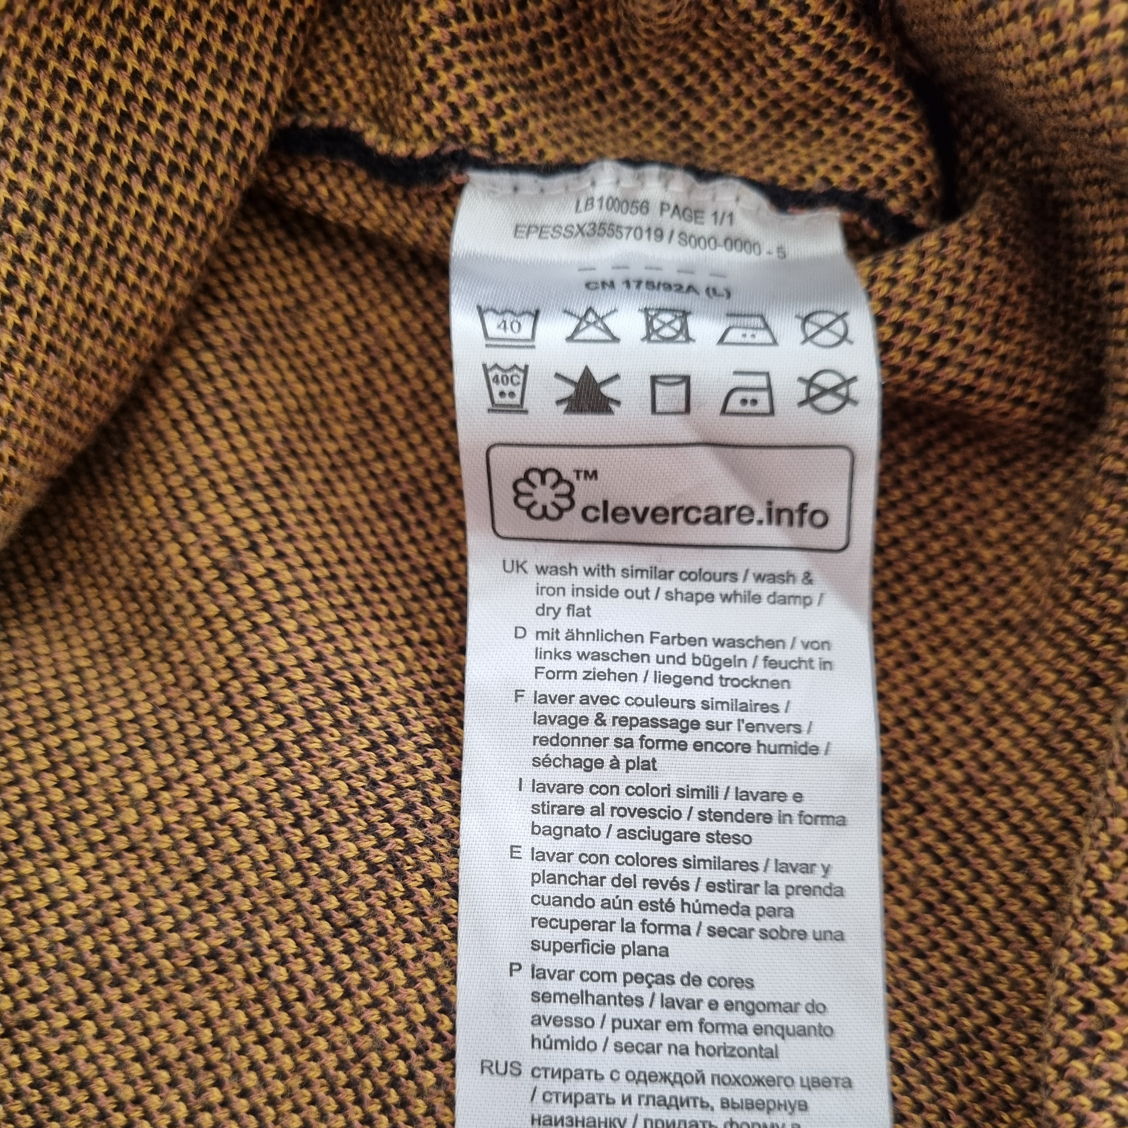 LB100056 PAGE 1/1
EPESSX35557019 / S000-0000 - 5
CN 175/92A (L)
40
40C
TM
clevercare.info
UK wash with similar colours / wash &
iron inside out / shape while damp /
dry flat
D mit ähnlichen Farben waschen / von
links waschen und bügeln / feucht in
Form ziehen / liegend trocknen
F laver avec couleurs similaires /
lavage & repassage sur l'envers /
redonner sa forme encore humide /
séchage à plat
I lavare con colori simili / lavare e
stirare al rovescio / stendere in forma
bagnato / asciugare steso
E lavar con colores similares / lavar y
planchar del revés / estirar la prenda
cuando aún esté húmeda para
recuperar la forma / secar sobre una
superficie plana
P lavar com peças de cores
semelhantes / lavar e engomar do
avesso / puxar em forma enquanto
húmido / secar na horizontal
RUS стирать с одеждой похожего цвета
/ стирать и гладить, вывернув
наизнанку / придать форму в